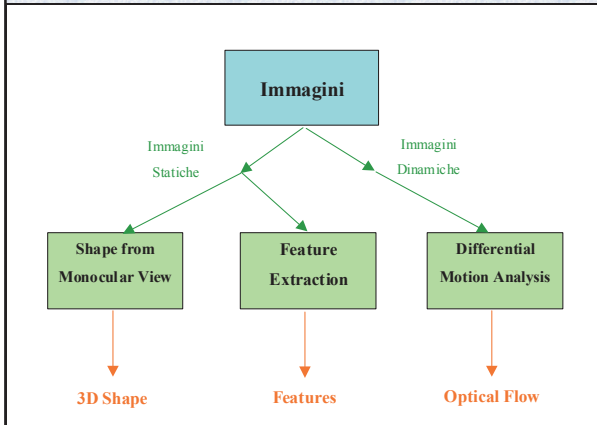 Immagini
Immagini
Statiche
Immagini
Dinamiche
Shape from
Monocular View
Feature
Extraction
Differential
Motion Analysis
3D Shape
Features
Optical Flow